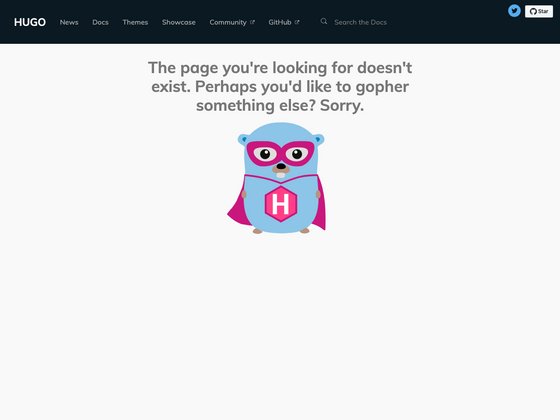 HUGO News Docs Themes Showcase Community GitHub Search the Docs Star
The page you're looking for doesn't
exist. Perhaps you'd like to gopher
something else? Sorry.
H